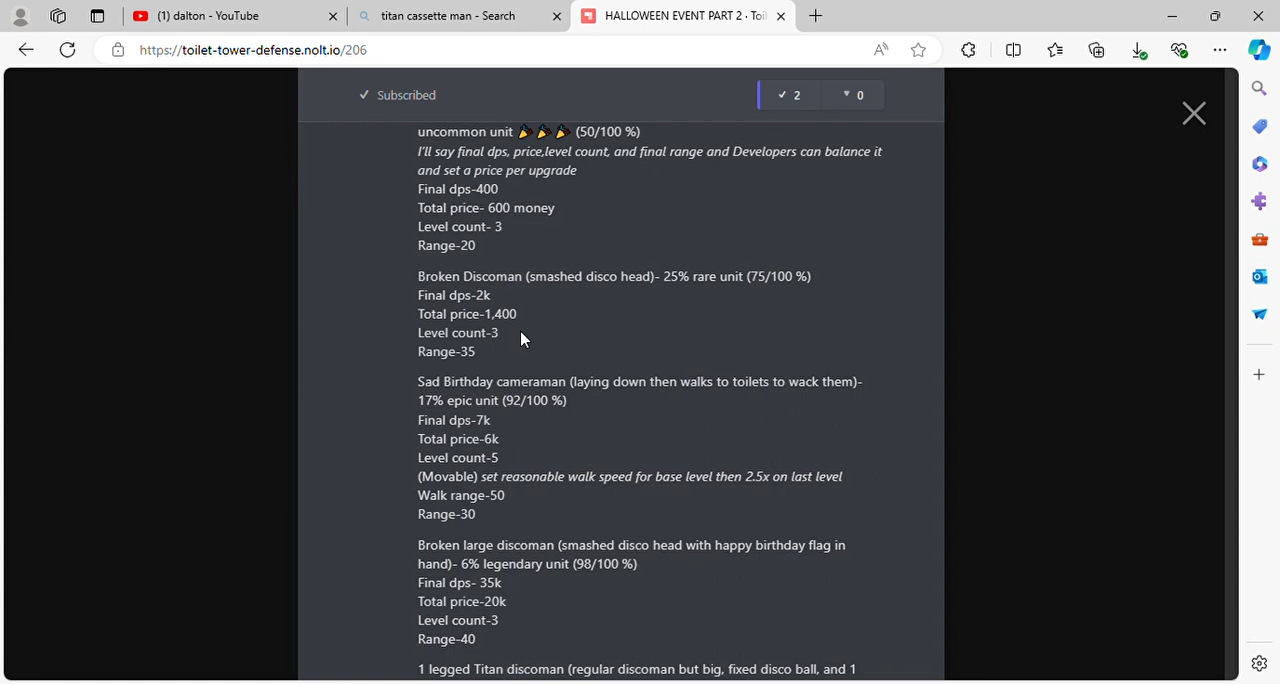 (1) dalton - YouTube
titan cassette man - Search
HALLOWEEN EVENT PART 2 · Toil
https://toilet-tower-defense.nolt.io/206
Subscribed
2
0
uncommon unit 🎉🎉🎉 (50/100 %)
I'll say final dps, price,level count, and final range and Developers can balance it
and set a price per upgrade
Final dps-400
Total price- 600 money
Level count- 3
Range-20
Broken Discoman (smashed disco head)- 25% rare unit (75/100 %)
Final dps-2k
Total price-1,400
Level count-3
Range-35
Sad Birthday cameraman (laying down then walks to toilets to wack them)-
17% epic unit (92/100 %)
Final dps-7k
Total price-6k
Level count-5
(Movable) set reasonable walk speed for base level then 2.5x on last level
Walk range-50
Range-30
Broken large discoman (smashed disco head with happy birthday flag in
hand)- 6% legendary unit (98/100 %)
Final dps- 35k
Total price-20k
Level count-3
Range-40
1 legged Titan discoman (regular discoman but big, fixed disco ball, and 1